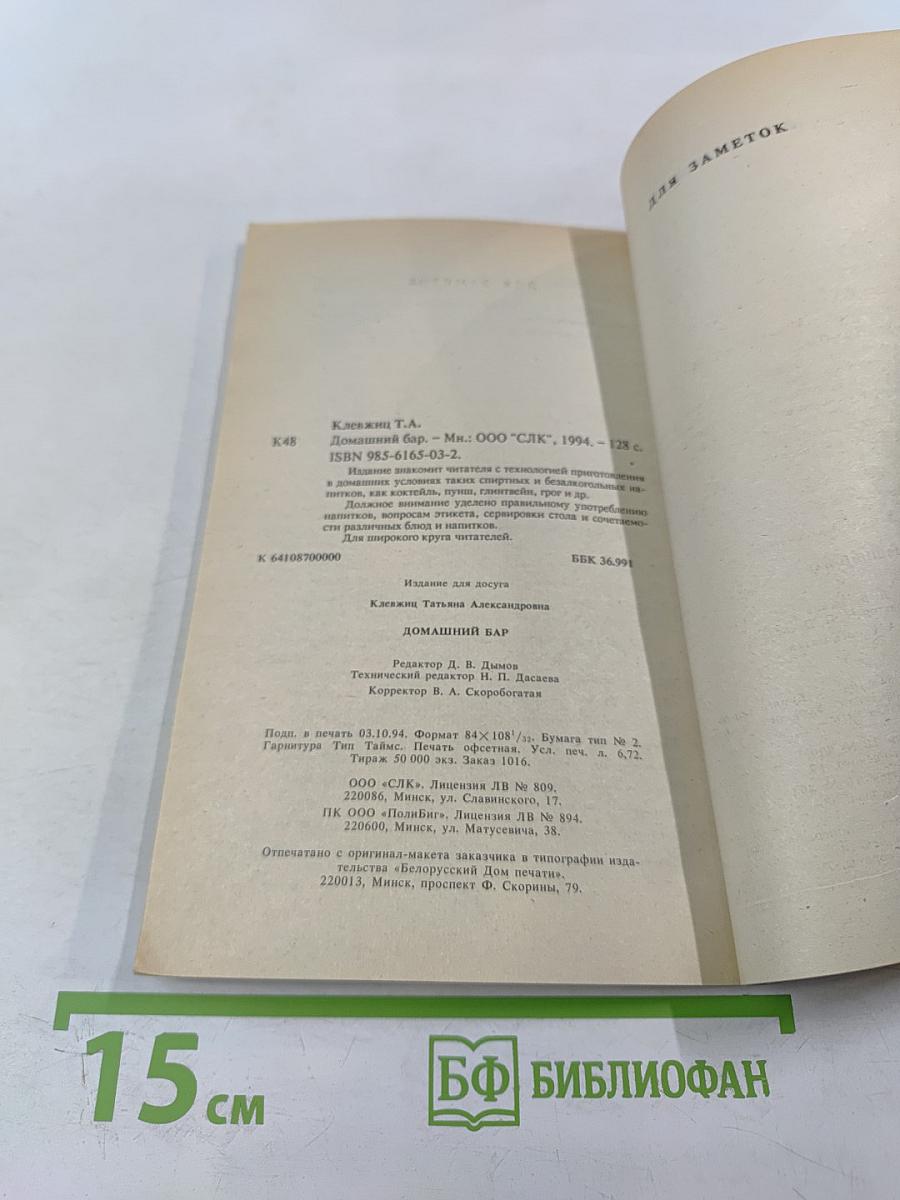 Клевжиц Т.А.
К48 Домашний бар. – Мн.: ООО "СЛК", 1994. – 128 с.
ISBN 985-6165-03-2.
Издание знакомит читателя с технологией приготовления
в домашних условиях таких спиртных и безалкогольных на-
питков, как коктейль, пунш, глинтвейн, грог и др.
Должное внимание уделено правильному употреблению
напитков, вопросам этикета, сервировки стола и сочетаемо-
сти различных блюд и напитков.
Для широкого круга читателей.
К 64108700000 ББК 36.991
Издание для досуга
Клевжиц Татьяна Александровна
ДОМАШНИЙ БАР
Редактор Д. В. Дымов
Технический редактор Н. П. Дасаева
Корректор В. А. Скоробогатая
Подп. в печать 03.10.94. Формат 84×108¹/₃₂. Бумага тип № 2.
Гарнитура Тип Таймс. Печать офсетная. Усл. печ. л. 6,72.
Тираж 50 000 экз. Заказ 1016.
ООО «СЛК». Лицензия ЛВ № 809.
220086, Минск, ул. Славинского, 17.
ПК ООО «ПолиБиг». Лицензия ЛВ № 894.
220600, Минск, ул. Матусевича, 38.
Отпечатано с оригинал-макета заказчика в типографии изда-
тельства «Белорусский Дом печати».
220013, Минск, проспект Ф. Скорины, 79.
ДЛЯ ЗАМЕТОК
15 см
БФ БИБЛИОФАН